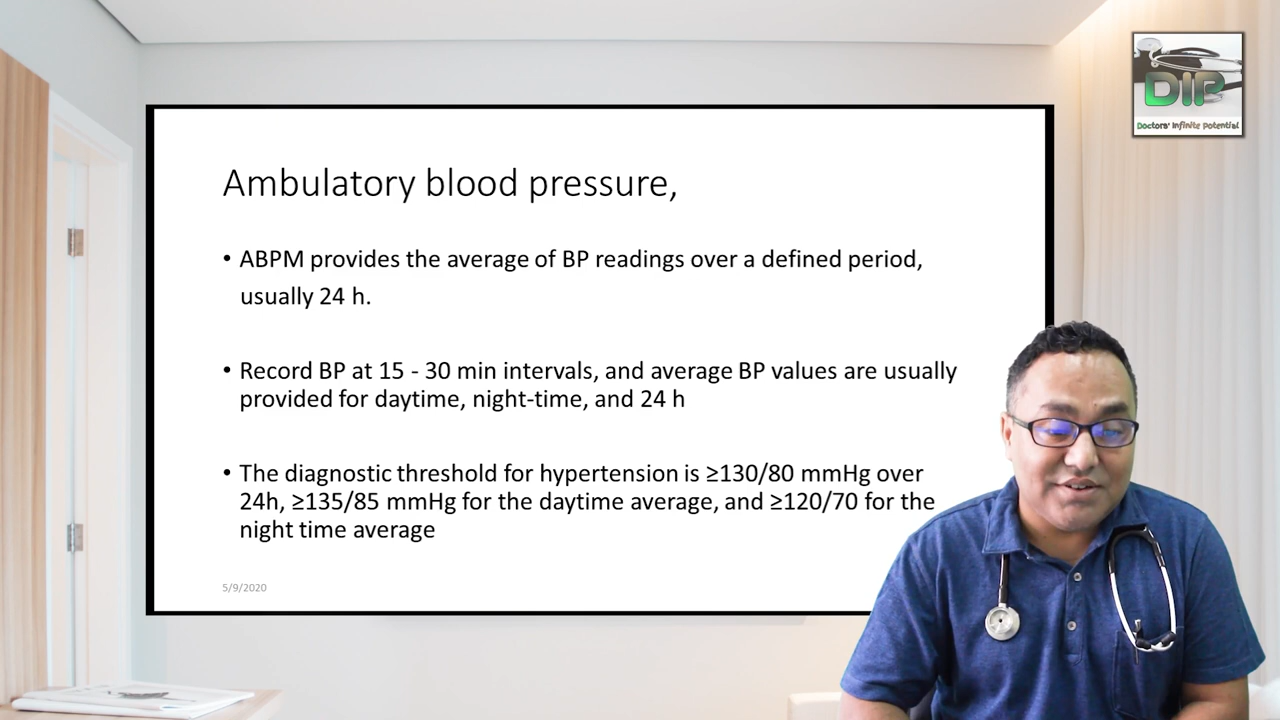 DIP
Doctors' Infinite Potential
Ambulatory blood pressure,
• ABPM provides the average of BP readings over a defined period,
usually 24 h.
• Record BP at 15 - 30 min intervals, and average BP values are usually
provided for daytime, night-time, and 24 h
• The diagnostic threshold for hypertension is ≥130/80 mmHg over
24h, ≥135/85 mmHg for the daytime average, and ≥120/70 for the
night time average
5/9/2020